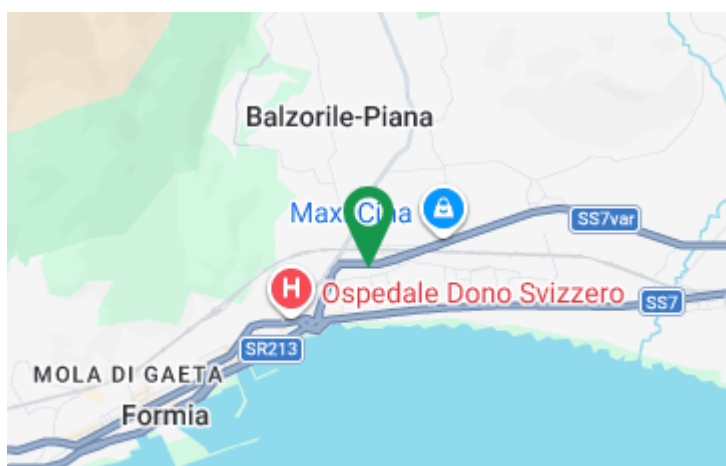 Balzorile-Piana
Max Cina
SS7var
H
Ospedale Dono Svizzero
SS7
SR213
MOLA DI GAETA
Formia